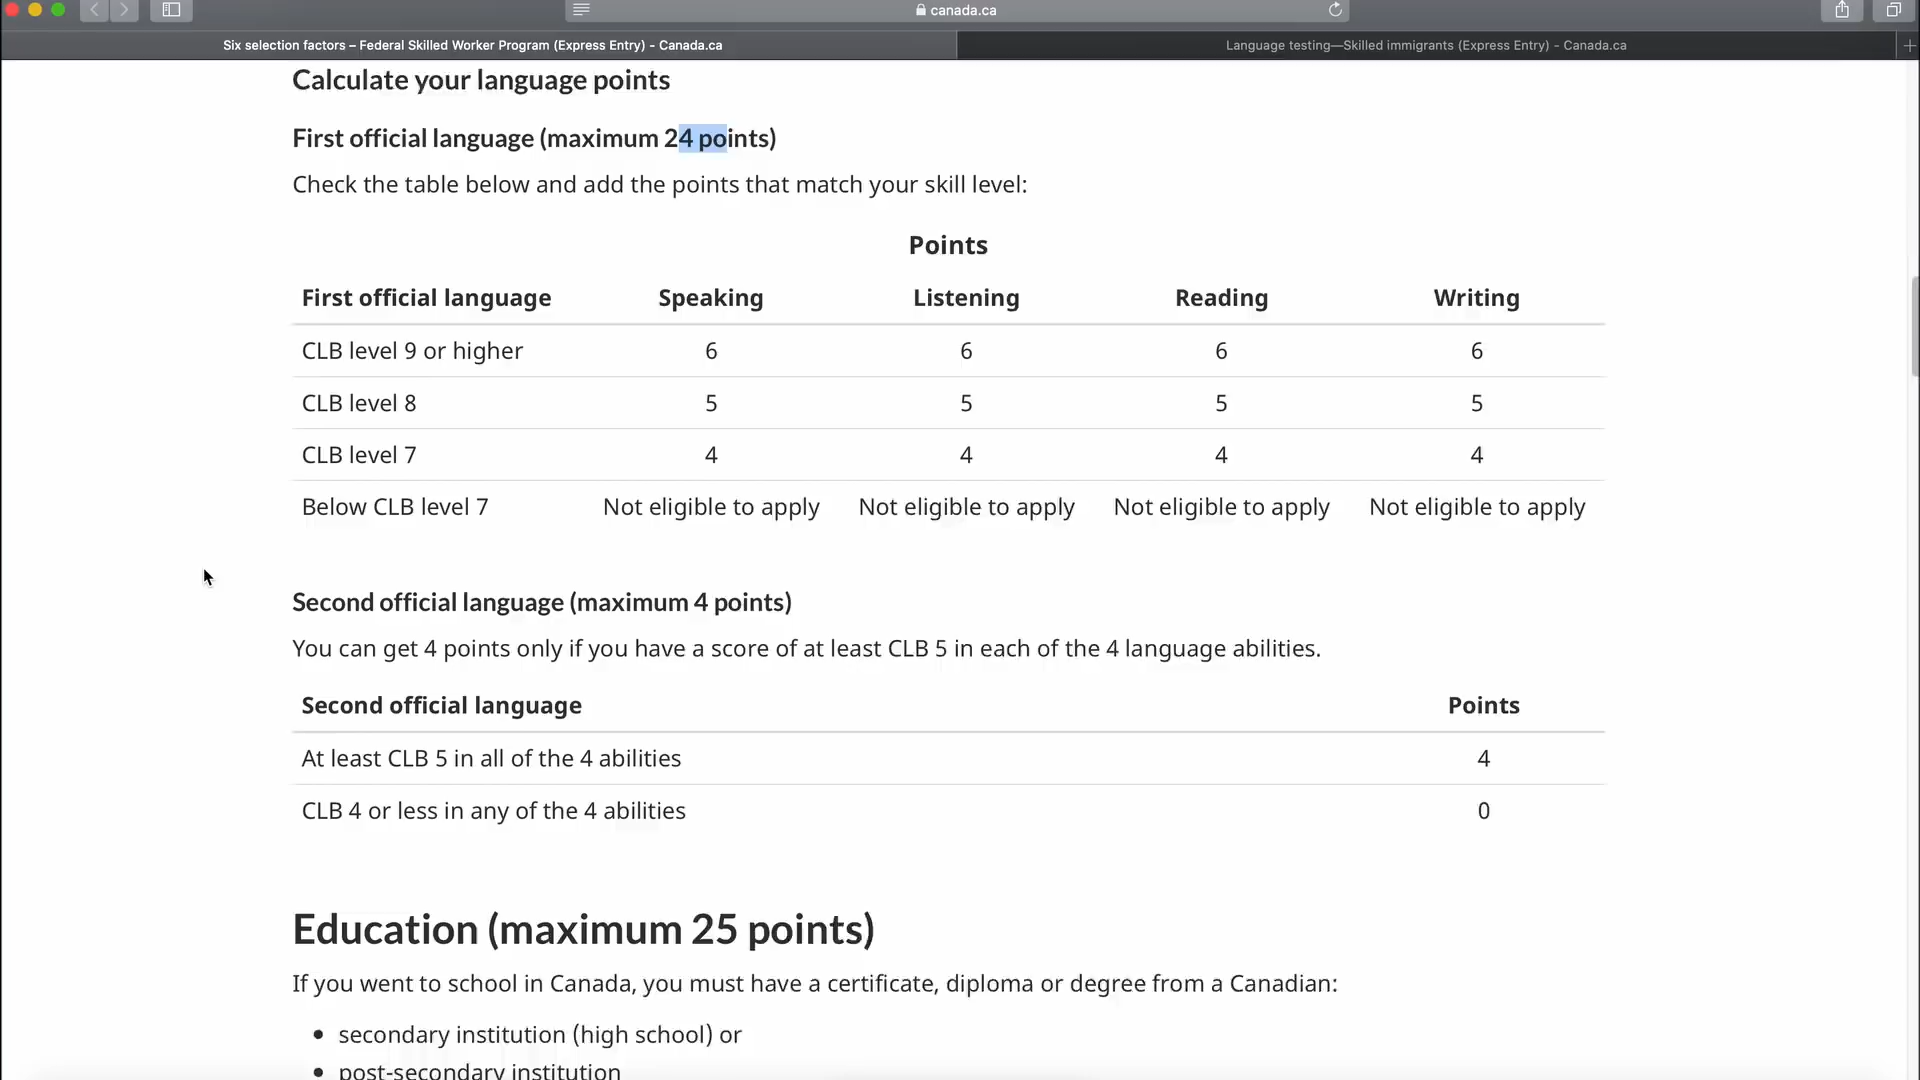 canada.ca
Six selection factors – Federal Skilled Worker Program (Express Entry) - Canada.ca
Language testing—Skilled immigrants (Express Entry) - Canada.ca
Calculate your language points
First official language (maximum 24 points)
Check the table below and add the points that match your skill level:
Points
First official language Speaking Listening Reading Writing
CLB level 9 or higher 6 6 6 6
CLB level 8 5 5 5 5
CLB level 7 4 4 4 4
Below CLB level 7 Not eligible to apply Not eligible to apply Not eligible to apply Not eligible to apply
Second official language (maximum 4 points)
You can get 4 points only if you have a score of at least CLB 5 in each of the 4 language abilities.
Second official language Points
At least CLB 5 in all of the 4 abilities 4
CLB 4 or less in any of the 4 abilities 0
Education (maximum 25 points)
If you went to school in Canada, you must have a certificate, diploma or degree from a Canadian:
• secondary institution (high school) or
• post-secondary institution